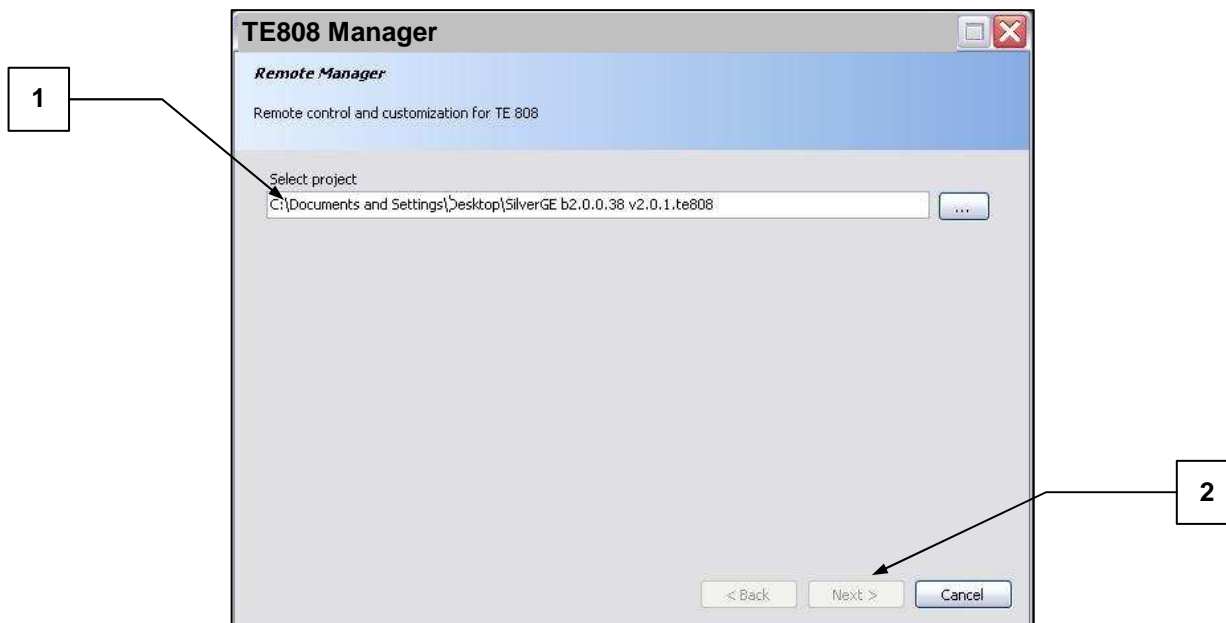 TE808 Manager
Remote Manager
1
Remote control and customization for TE 808
Select project
C:\Documents and Settings\Desktop\SilverGE b2.0.0.38 v2.0.1.te808
...
2
< Back Next > Cancel